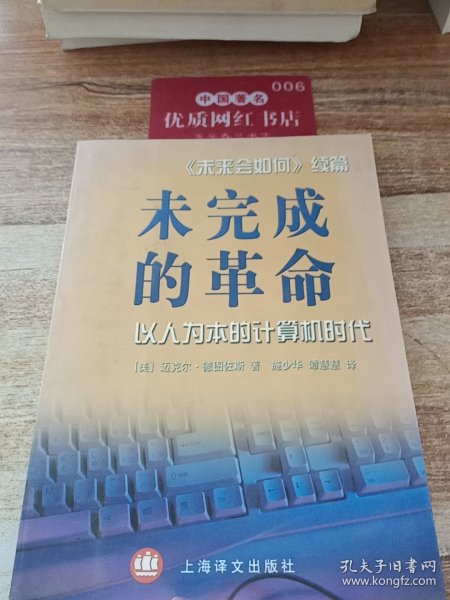 006
中国著名
优质网红书店
《未来会如何》续篇
未完成
的革命
以人为本的计算机时代
[美] 迈克尔·德图佐斯 著 施少华 谭慧慧 译
上海译文出版社
孔夫子旧书网
www.kongfz.com